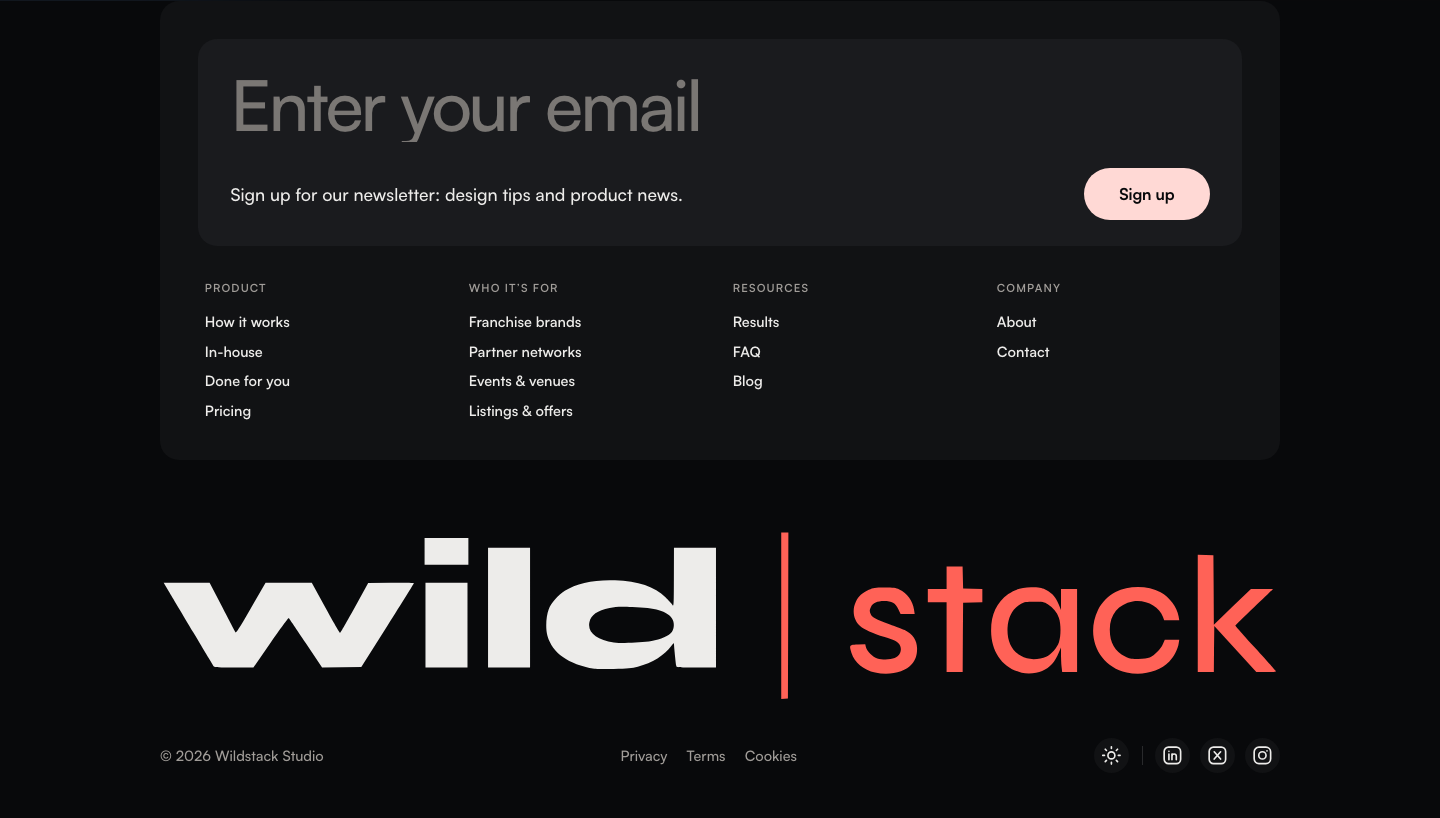 Enter your email
Sign up for our newsletter: design tips and product news.
Sign up
PRODUCT
How it works
In-house
Done for you
Pricing
WHO IT'S FOR
Franchise brands
Partner networks
Events & venues
Listings & offers
RESOURCES
Results
FAQ
Blog
COMPANY
About
Contact
wild | stack
© 2026 Wildstack Studio
Privacy
Terms
Cookies